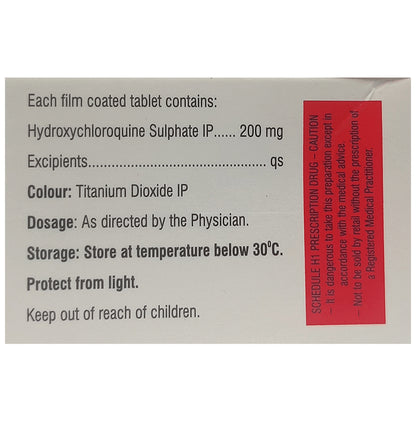 Each film coated tablet contains:
Hydroxychloroquine Sulphate IP...... 200 mg
Excipients............................................ qs
Colour: Titanium Dioxide IP
Dosage: As directed by the Physician.
Storage: Store at temperature below 30⁰C.
Protect from light.
Keep out of reach of children.
SCHEDULE H1 PRESCRIPTION DRUG – CAUTION
– It is dangerous to take this preparation except in
accordance with the medical advice.
– Not to be sold by retail without the prescription of
a Registered Medical Practitioner.